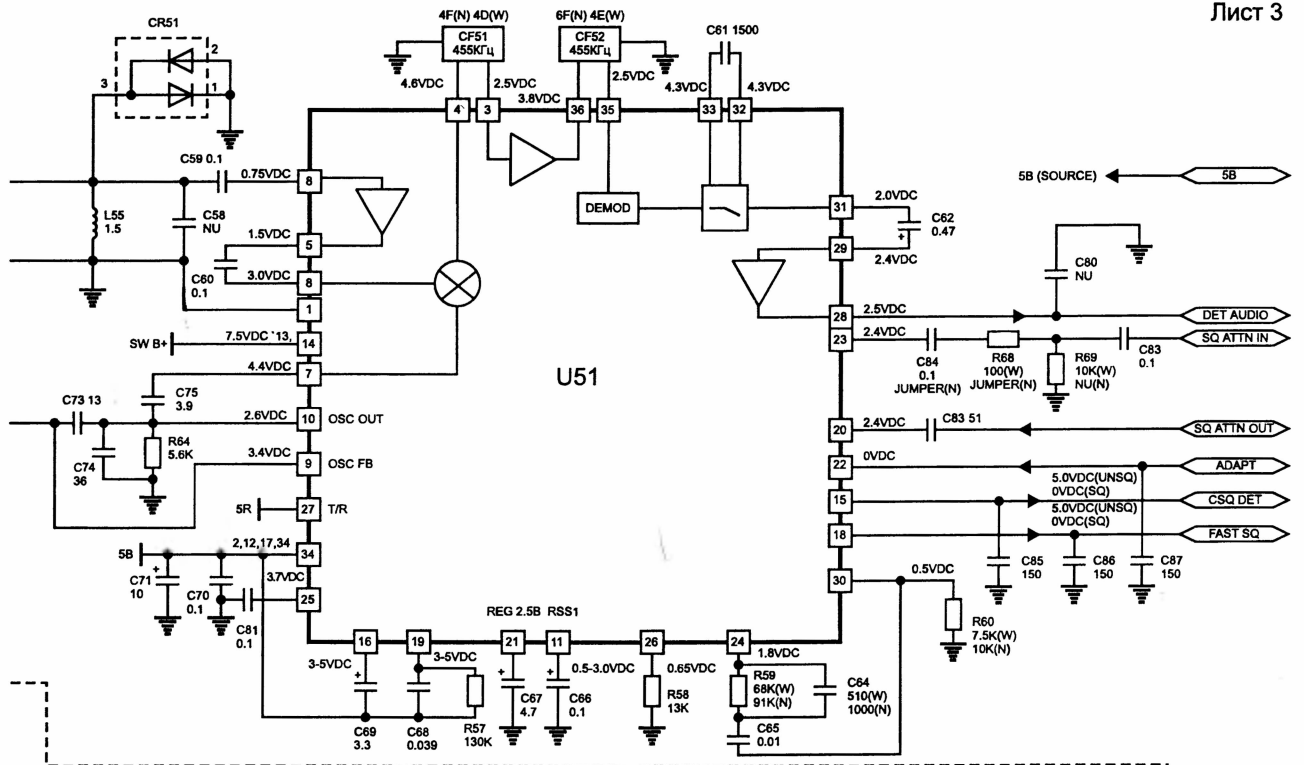 Лист 3
CR51
2
3
1
4F(N) 4D(W)
CF51
455КГц
6F(N) 4E(W)
CF52
455КГц
C61 1500
4.6VDC
2.5VDC
3.8VDC
2.5VDC
4.3VDC
4.3VDC
4
3
36
35
33
32
C59 0.1
0.75VDC
8
L55
1.5
C58
NU
1.5VDC
5
C60
0.1
3.0VDC
8
1
SW B+
7.5VDC `13,
14
4.4VDC
7
C73 13
C75
3.9
2.6VDC
10
OSC OUT
C74
36
R64
5.6K
3.4VDC
9
OSC FB
5R
27
T/R
5B
2,12,17,34
34
C71
10
+
C70
0.1
3.7VDC
25
C81
0.1
DEMOD
U51
31
2.0VDC
C62
0.47
+
29
2.4VDC
28
2.5VDC
23
2.4VDC
C84
0.1
JUMPER(N)
R68
100(W)
JUMPER(N)
R69
10K(W)
NU(N)
C83
0.1
C80
NU
5B (SOURCE)
5B
DET AUDIO
SQ ATTN IN
20
2.4VDC
C83 51
SQ ATTN OUT
22
0VDC
ADAPT
15
5.0VDC(UNSQ)
0VDC(SQ)
CSQ DET
18
5.0VDC(UNSQ)
0VDC(SQ)
FAST SQ
C85
150
C86
150
C87
150
30
0.5VDC
R60
7.5K(W)
10K(N)
REG 2.5B RSS1
16
19
21
11
26
24
3-5VDC
3-5VDC
0.5-3.0VDC
0.65VDC
1.8VDC
+
C69
3.3
C68
0.039
R57
130K
+
C67
4.7
+
C66
0.1
R58
13K
R59
68K(W)
91K(N)
C64
510(W)
1000(N)
C65
0.01